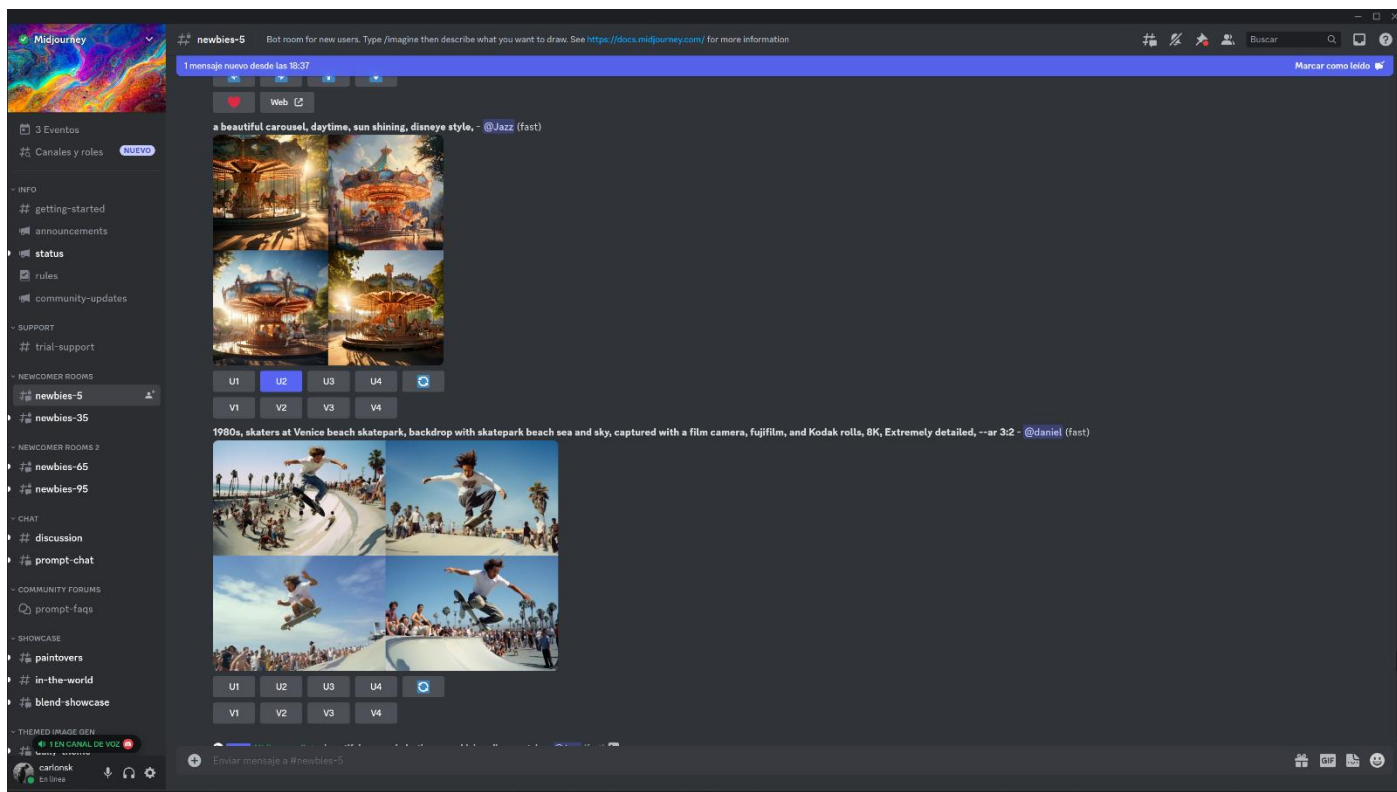 Midjourney
3 Eventos
Canales y roles NUEVO
INFO
getting-started
announcements
status
rules
community-updates
SUPPORT
trial-support
NEWCOMER ROOMS
newbies-5
newbies-35
NEWCOMER ROOMS 2
newbies-65
newbies-95
CHAT
discussion
prompt-chat
COMMUNITY FORUMS
prompt-faqs
SHOWCASE
paintovers
in-the-world
blend-showcase
THEMED IMAGE GEN
1 EN CANAL DE VOZ
carlonsk
En línea
newbies-5 Bot room for new users. Type /imagine then describe what you want to draw. See https://docs.midjourney.com/ for more information
Buscar
1 mensaje nuevo desde las 18:37 Marcar como leído
Web
a beautiful carousel, daytime, sun shining, disneye style, - @Jazz (fast)
U1 U2 U3 U4
V1 V2 V3 V4
1980s, skaters at Venice beach skatepark, backdrop with skatepark beach sea and sky, captured with a film camera, fujifilm, and Kodak rolls, 8K, Extremely detailed, --ar 3:2 - @daniel (fast)
U1 U2 U3 U4
V1 V2 V3 V4
Enviar mensaje a #newbies-5
GIF